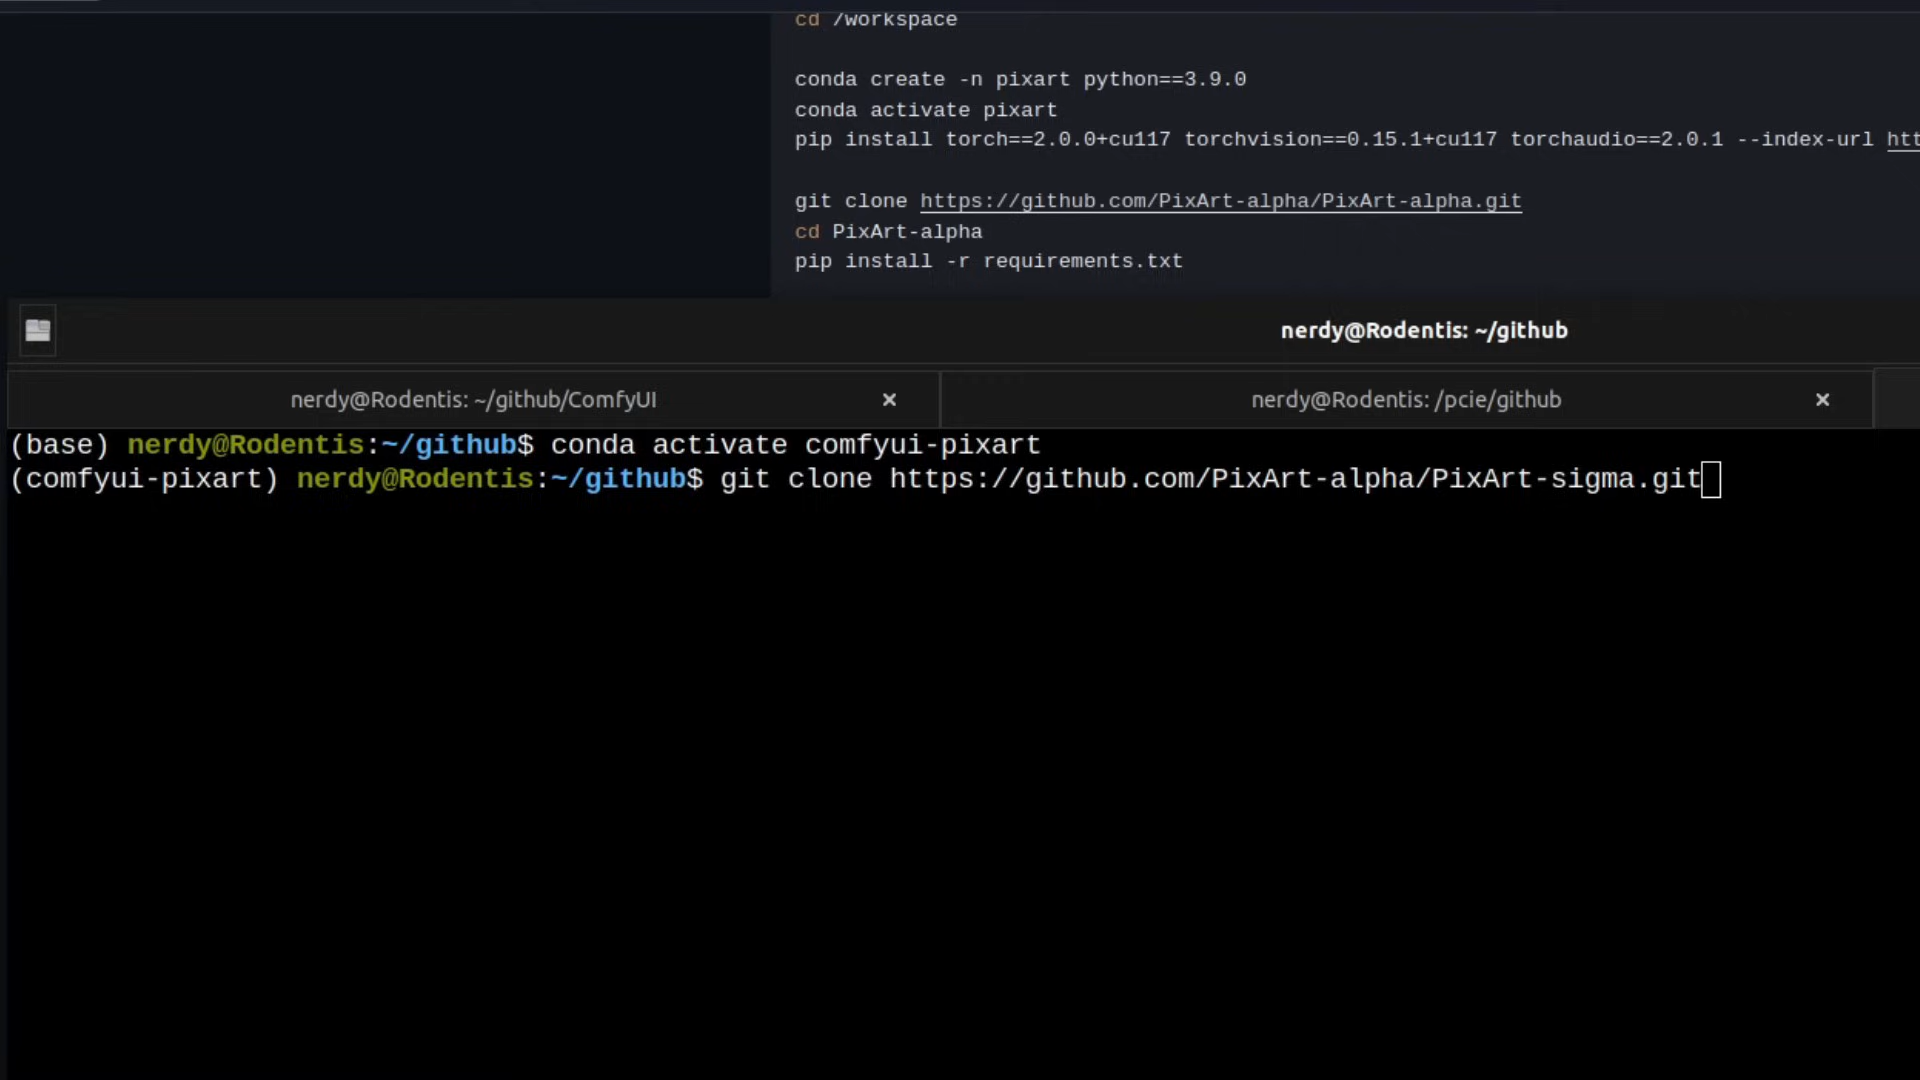 cd /workspace
conda create -n pixart python==3.9.0
conda activate pixart
pip install torch==2.0.0+cu117 torchvision==0.15.1+cu117 torchaudio==2.0.1 --index-url htt
git clone https://github.com/PixArt-alpha/PixArt-alpha.git
cd PixArt-alpha
pip install -r requirements.txt
nerdy@Rodentis: ~/github
nerdy@Rodentis: ~/github/ComfyUI × nerdy@Rodentis: /pcie/github ×
(base) nerdy@Rodentis:~/github$ conda activate comfyui-pixart
(comfyui-pixart) nerdy@Rodentis:~/github$ git clone https://github.com/PixArt-alpha/PixArt-sigma.git